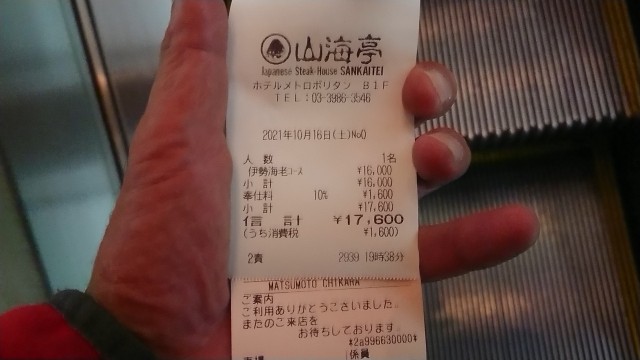 山海亭
Japanese Steak House SANKAITEI
ホテルメトロポリタン B1F
TEL:03-3986-3546
2021年10月16日(土)No0
人数 1名
伊勢海老コース ¥16,000
小計 ¥16,000
奉仕料 10% ¥1,600
小計 ¥17,600
信計 ¥17,600
(うち消費税 ¥1,600)
2責 2939 19時38分
MATSUMOTO CHIKARA
ご案内
ご利用ありがとうございました。
またのご来店を
お待ちしております。
*2a996630000*
係員